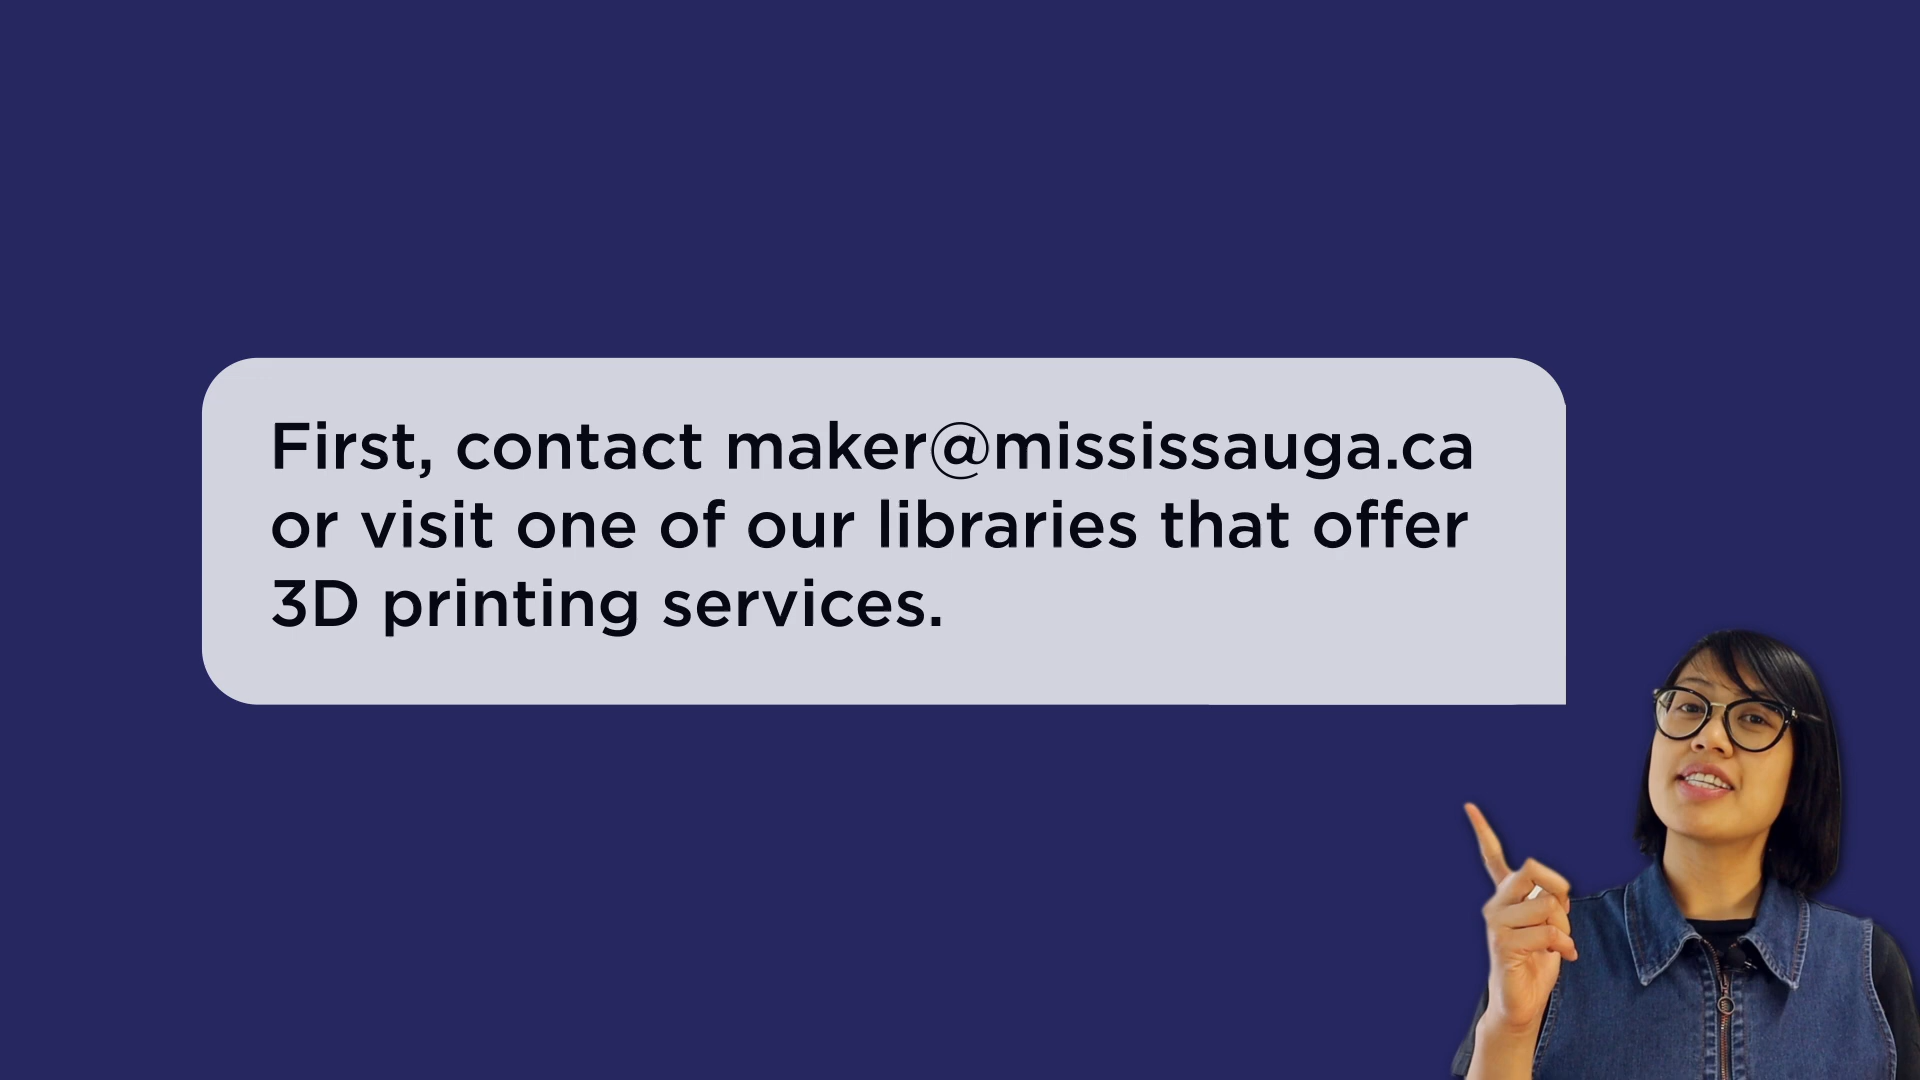 First, contact maker@mississauga.ca
or visit one of our libraries that offer
3D printing services.